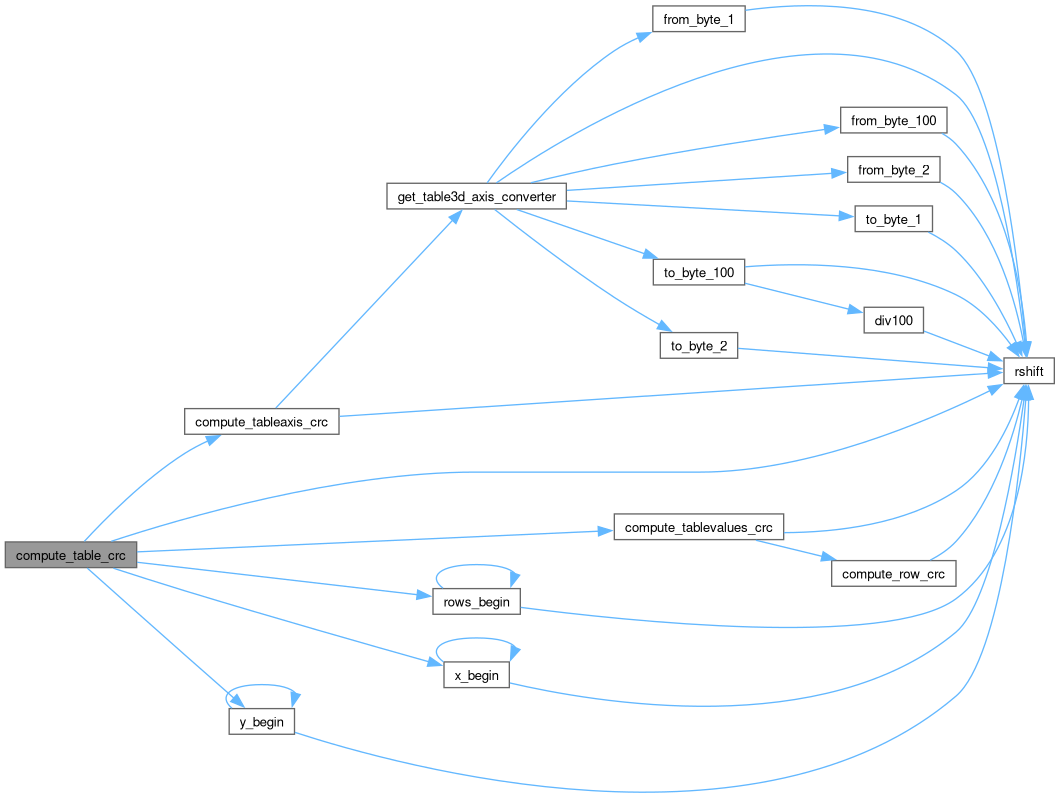 from_byte_1
from_byte_100
from_byte_2
get_table3d_axis_converter
to_byte_1
to_byte_100
div100
to_byte_2
rshift
compute_tableaxis_crc
compute_tablevalues_crc
compute_table_crc
compute_row_crc
rows_begin
x_begin
y_begin